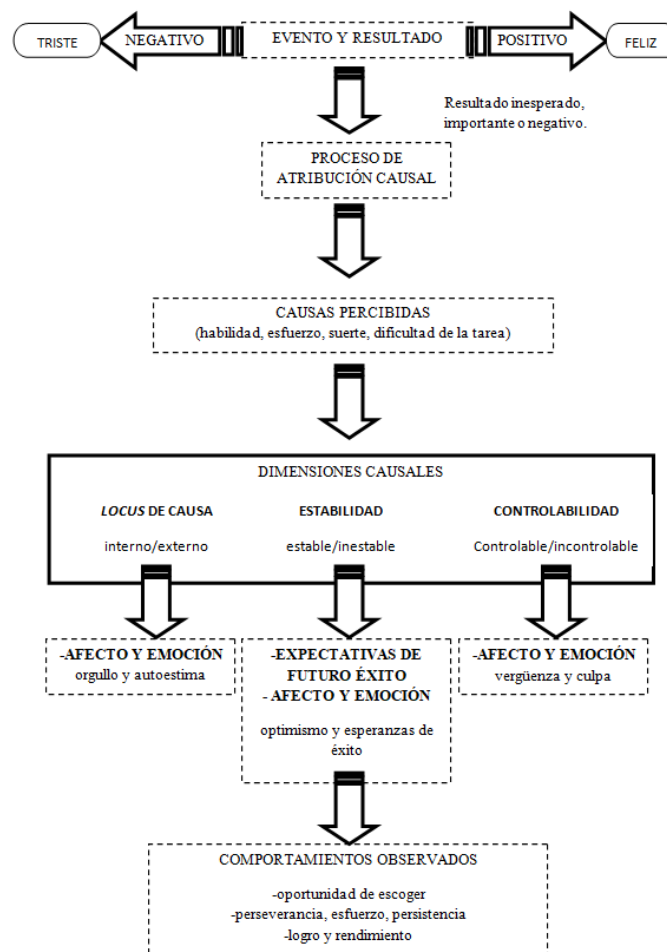 TRISTE NEGATIVO EVENTO Y RESULTADO POSITIVO FELIZ
Resultado inesperado,
importante o negativo.
PROCESO DE
ATRIBUCIÓN CAUSAL
CAUSAS PERCIBIDAS
(habilidad, esfuerzo, suerte, dificultad de la tarea)
DIMENSIONES CAUSALES
LOCUS DE CAUSA ESTABILIDAD CONTROLABILIDAD
interno/externo estable/inestable Controlable/incontrolable
-AFECTO Y EMOCIÓN
orgullo y autoestima
-EXPECTATIVAS DE
FUTURO ÉXITO
- AFECTO Y EMOCIÓN
optimismo y esperanzas de
éxito
-AFECTO Y EMOCIÓN
vergüenza y culpa
COMPORTAMIENTOS OBSERVADOS
-oportunidad de escoger
-perseverancia, esfuerzo, persistencia
-logro y rendimiento